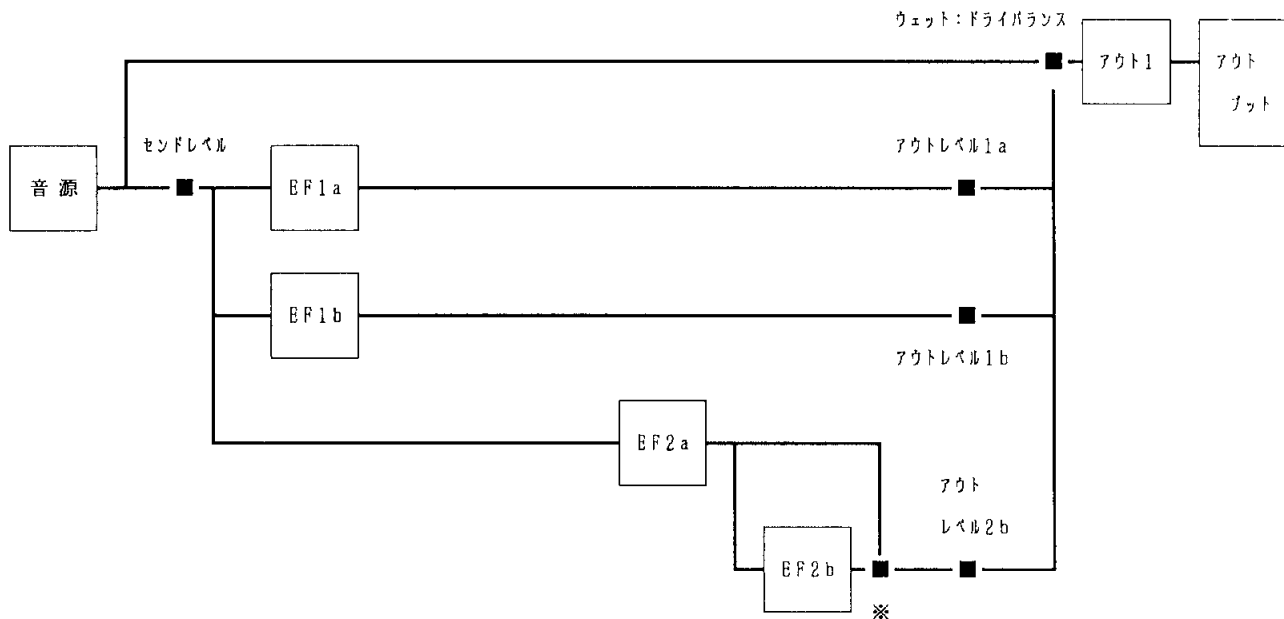 ウェット：ドライバランス
アウト1
アウト
プット
センドレベル
アウトレベル1a
音源
EF1a
EF1b
アウトレベル1b
EF2a
アウト
レベル2b
EF2b
※